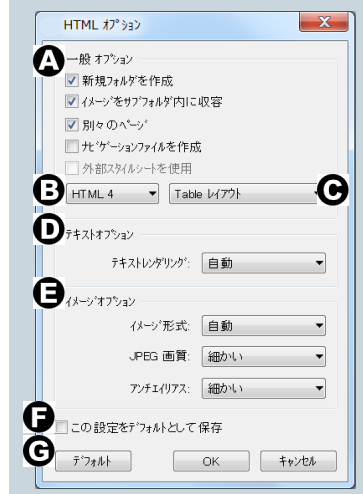 HTML ｵﾌﾟｼｮﾝ
A
一般 ｵﾌﾟｼｮﾝ
新規ﾌｫﾙﾀﾞを作成
ｲﾒｰｼﾞをｻﾌﾞﾌｫﾙﾀﾞ内に収容
別々のﾍﾟｰｼﾞ
ﾅﾋﾞｹﾞｰｼｮﾝﾌｧｲﾙを作成
外部ｽﾀｲﾙｼｰﾄを使用
B HTML 4 Table ﾚｲｱｳﾄ C
D
ﾃｷｽﾄｵﾌﾟｼｮﾝ
ﾃｷｽﾄﾚﾝﾀﾞﾘﾝｸﾞ: 自動
E
ｲﾒｰｼﾞｵﾌﾟｼｮﾝ
ｲﾒｰｼﾞ形式: 自動
JPEG 画質: 細かい
ｱﾝﾁｴｲﾘｱｽ: 細かい
F
この設定をﾃﾞﾌｫﾙﾄとして保存
G
ﾃﾞﾌｫﾙﾄ OK ｷｬﾝｾﾙ